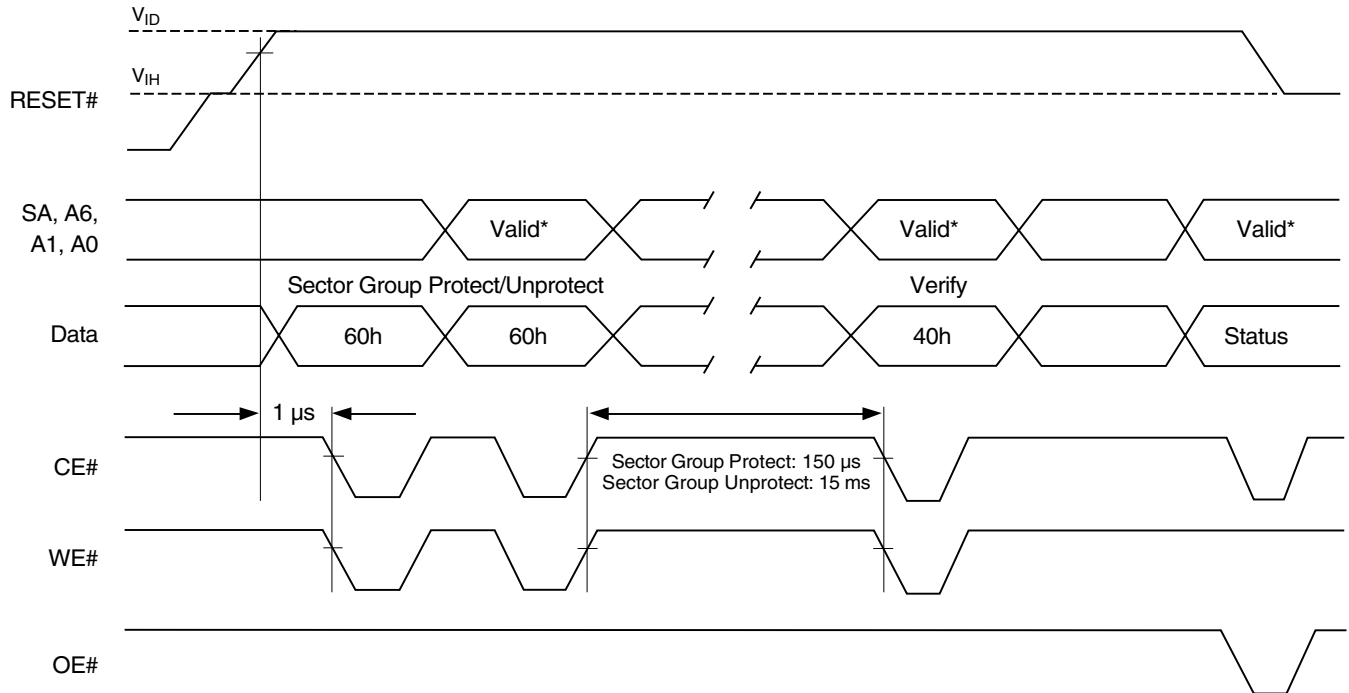 VID
VIH
RESET#
SA, A6,
A1, A0
Valid*
Valid*
Valid*
Sector Group Protect/Unprotect
Verify
Data
60h
60h
40h
Status
1 µs
CE#
Sector Group Protect: 150 µs
Sector Group Unprotect: 15 ms
WE#
OE#